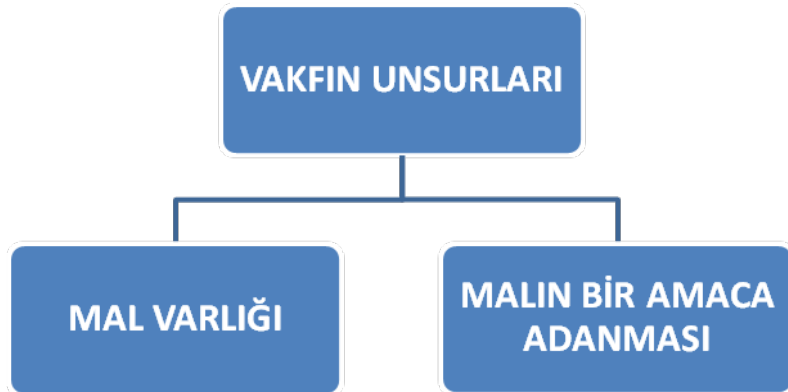 VAKFIN UNSURLARI
MAL VARLIĞI
MALIN BİR AMACA
ADANMASI